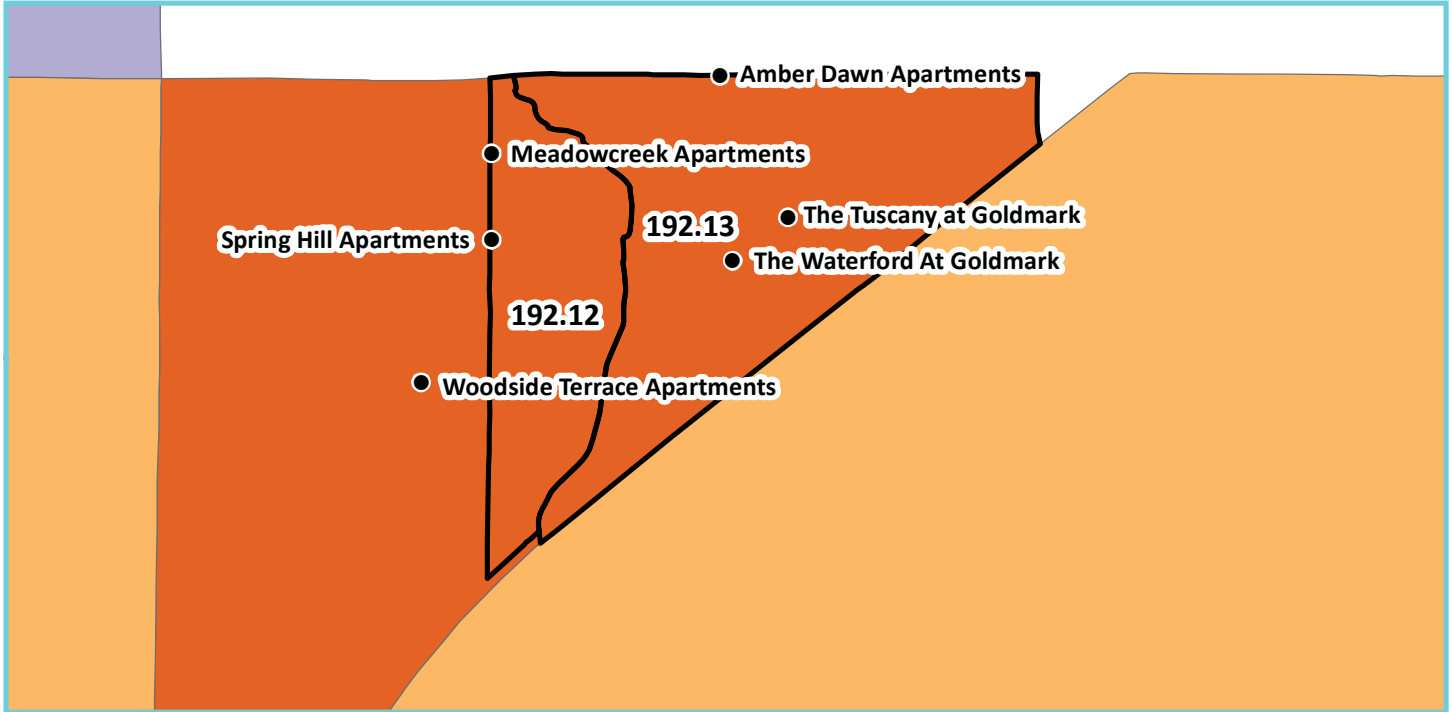 Amber Dawn Apartments
Meadowcreek Apartments
The Tuscany at Goldmark
192.13
Spring Hill Apartments
The Waterford At Goldmark
192.12
Woodside Terrace Apartments